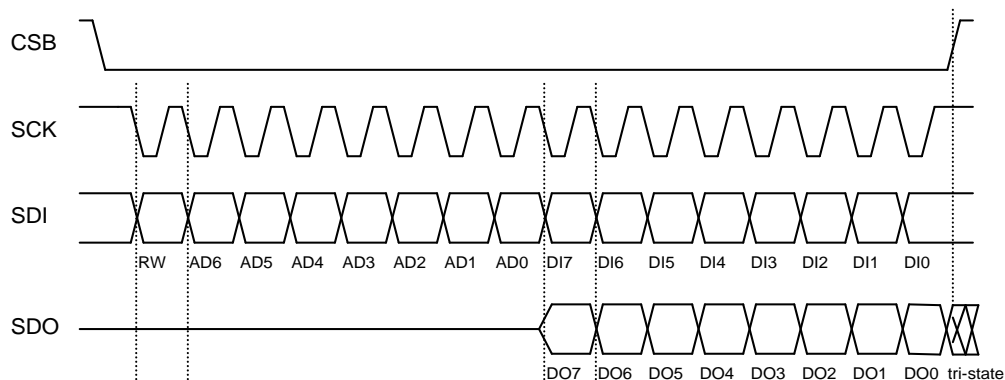 CSB
SCK
SDI
RW AD6 AD5 AD4 AD3 AD2 AD1 AD0 DI7 DI6 DI5 DI4 DI3 DI2 DI1 DI0
SDO
DO7 DO6 DO5 DO4 DO3 DO2 DO1 DO0 tri-state